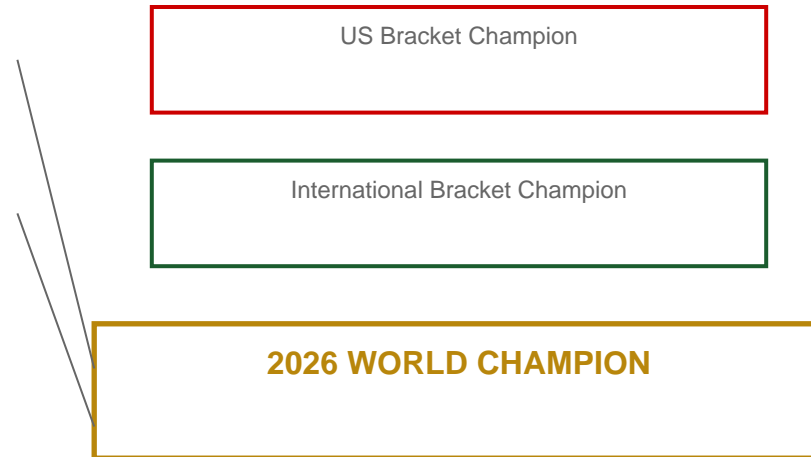 US Bracket Champion
International Bracket Champion
2026 WORLD CHAMPION